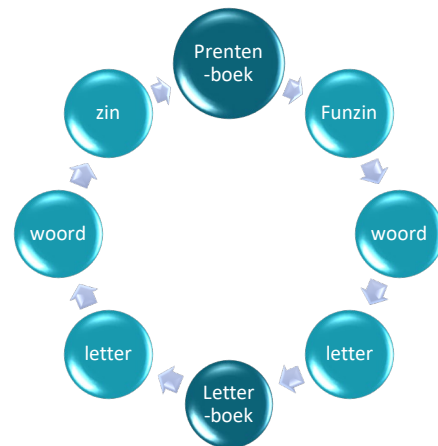 Prenten
-boek
Funzin
woord
letter
Letter
-boek
letter
woord
zin